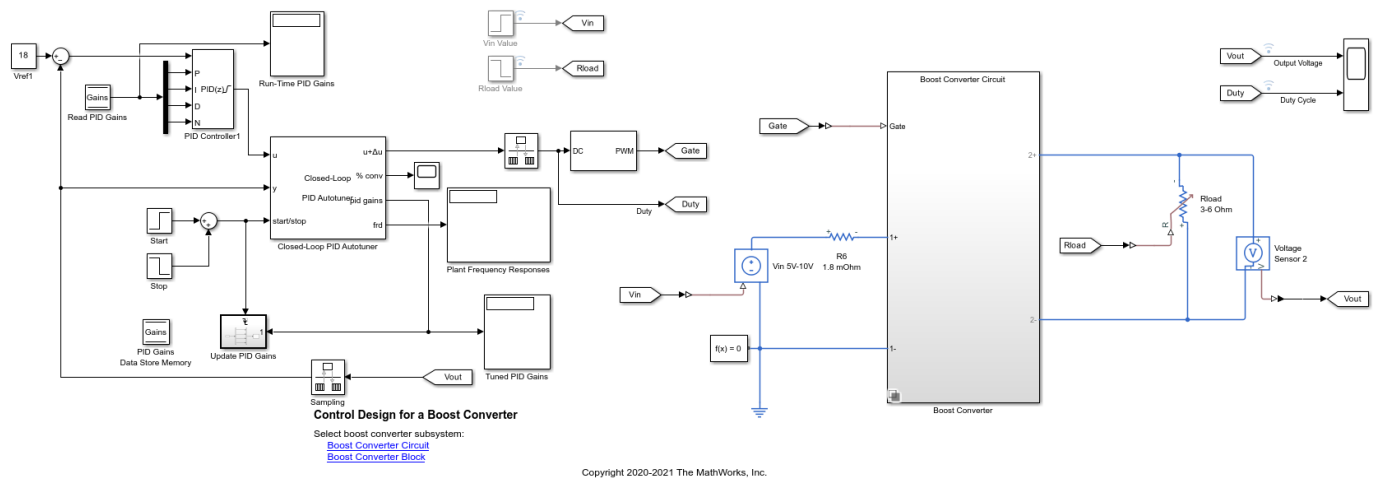 18
Vref1
+
-
Gains
Read PID Gains
P
I
D
N
PID(z)
PID Controller1
Run-Time PID Gains
Vin Value
Vin
Rload Value
Rload
u
y
start/stop
u+Δu
% conv
pid gains
frd
Closed-Loop
PID Autotuner
Closed-Loop PID Autotuner
Start
Stop
+
+
Gains
PID Gains
Data Store Memory
1
Update PID Gains
Plant Frequency Responses
Tuned PID Gains
Sampling
Vout
DC
PWM
Gate
Duty
Duty
Control Design for a Boost Converter
Select boost converter subsystem:
Boost Converter Circuit
Boost Converter Block
Copyright 2020-2021 The MathWorks, Inc.
Gate
Vin
Vin 5V-10V
+
-
R6
1.8 mOhm
f(x) = 0
Boost Converter Circuit
Gate
1+
1-
2+
2-
Boost Converter
Rload
R
-
+
Rload
3-6 Ohm
V
+
-
V
Voltage
Sensor 2
Vout
Vout
Output Voltage
Duty
Duty Cycle